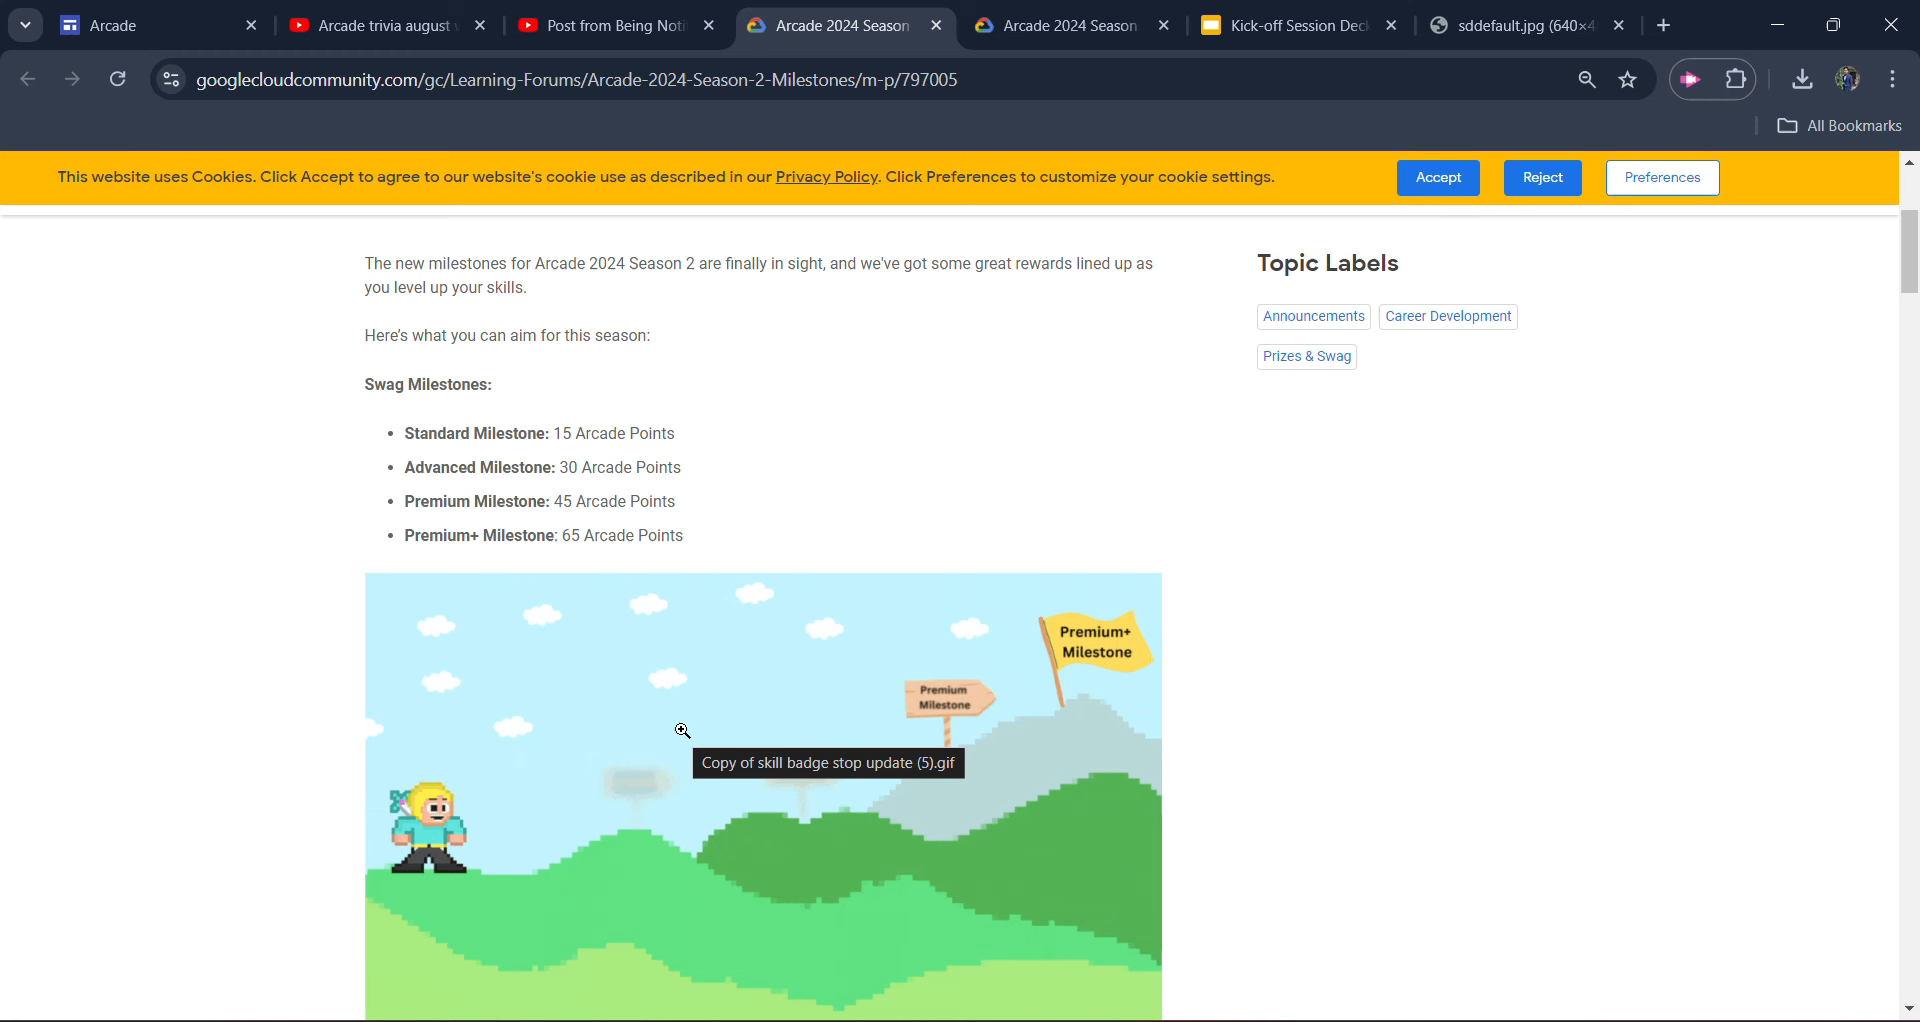 Arcade
Arcade trivia august
Post from Being Noti
Arcade 2024 Season
Arcade 2024 Season
Kick-off Session Dec
sddefault.jpg (640×4
googlecloudcommunity.com/gc/Learning-Forums/Arcade-2024-Season-2-Milestones/m-p/797005
All Bookmarks
This website uses Cookies. Click Accept to agree to our website's cookie use as described in our Privacy Policy. Click Preferences to customize your cookie settings.
Accept
Reject
Preferences
The new milestones for Arcade 2024 Season 2 are finally in sight, and we've got some great rewards lined up as
you level up your skills.
Here's what you can aim for this season:
Swag Milestones:
• Standard Milestone: 15 Arcade Points
• Advanced Milestone: 30 Arcade Points
• Premium Milestone: 45 Arcade Points
• Premium+ Milestone: 65 Arcade Points
Topic Labels
Announcements
Career Development
Prizes & Swag
Premium+
Milestone
Premium
Milestone
Copy of skill badge stop update (5).gif